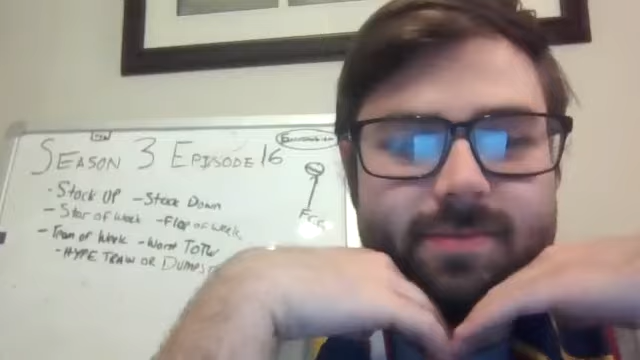 SEASON 3 EPISODE 16
· Stock UP - Stock Down
- Star of week - Flop of week
- Team of Week - Worst TOTW
- HYPE TRAIN OR DUMPST